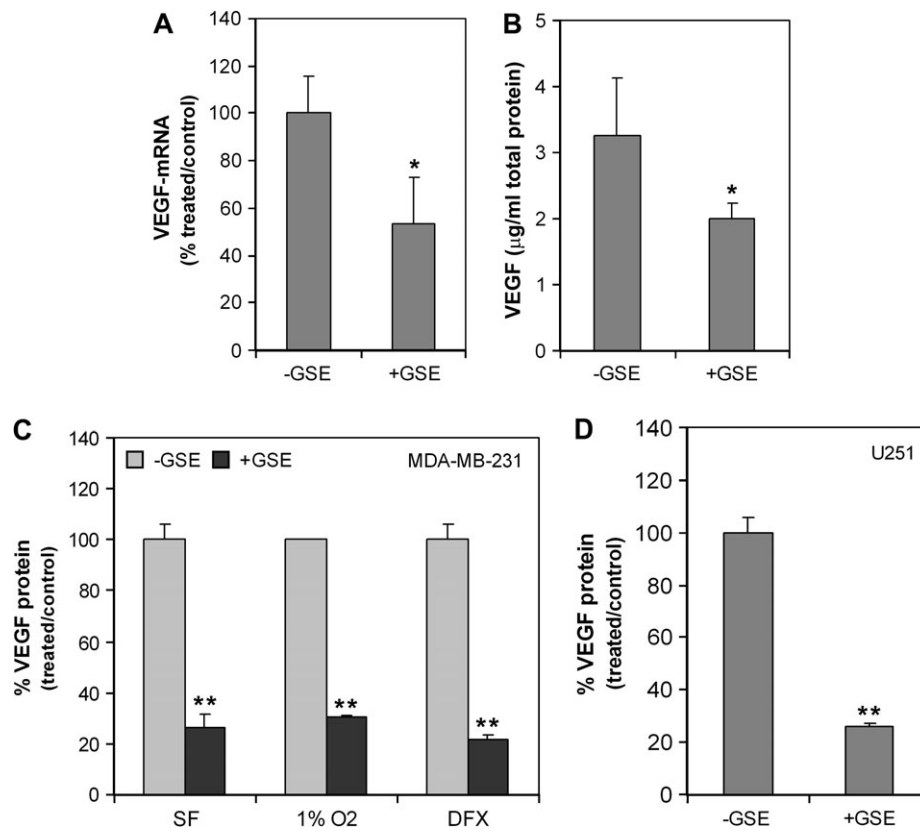 A
VEGF-mRNA
(% treated/control)
140
120
100
80
60
40
20
0
*
-GSE
+GSE
B
VEGF (µg/ml total protein)
5
4
3
2
1
0
*
-GSE
+GSE
C
% VEGF protein
(treated/control)
140
120
100
80
60
40
20
0
-GSE
+GSE
MDA-MB-231
**
**
**
SF
1% O2
DFX
D
% VEGF protein
(treated/control)
140
120
100
80
60
40
20
0
U251
**
-GSE
+GSE